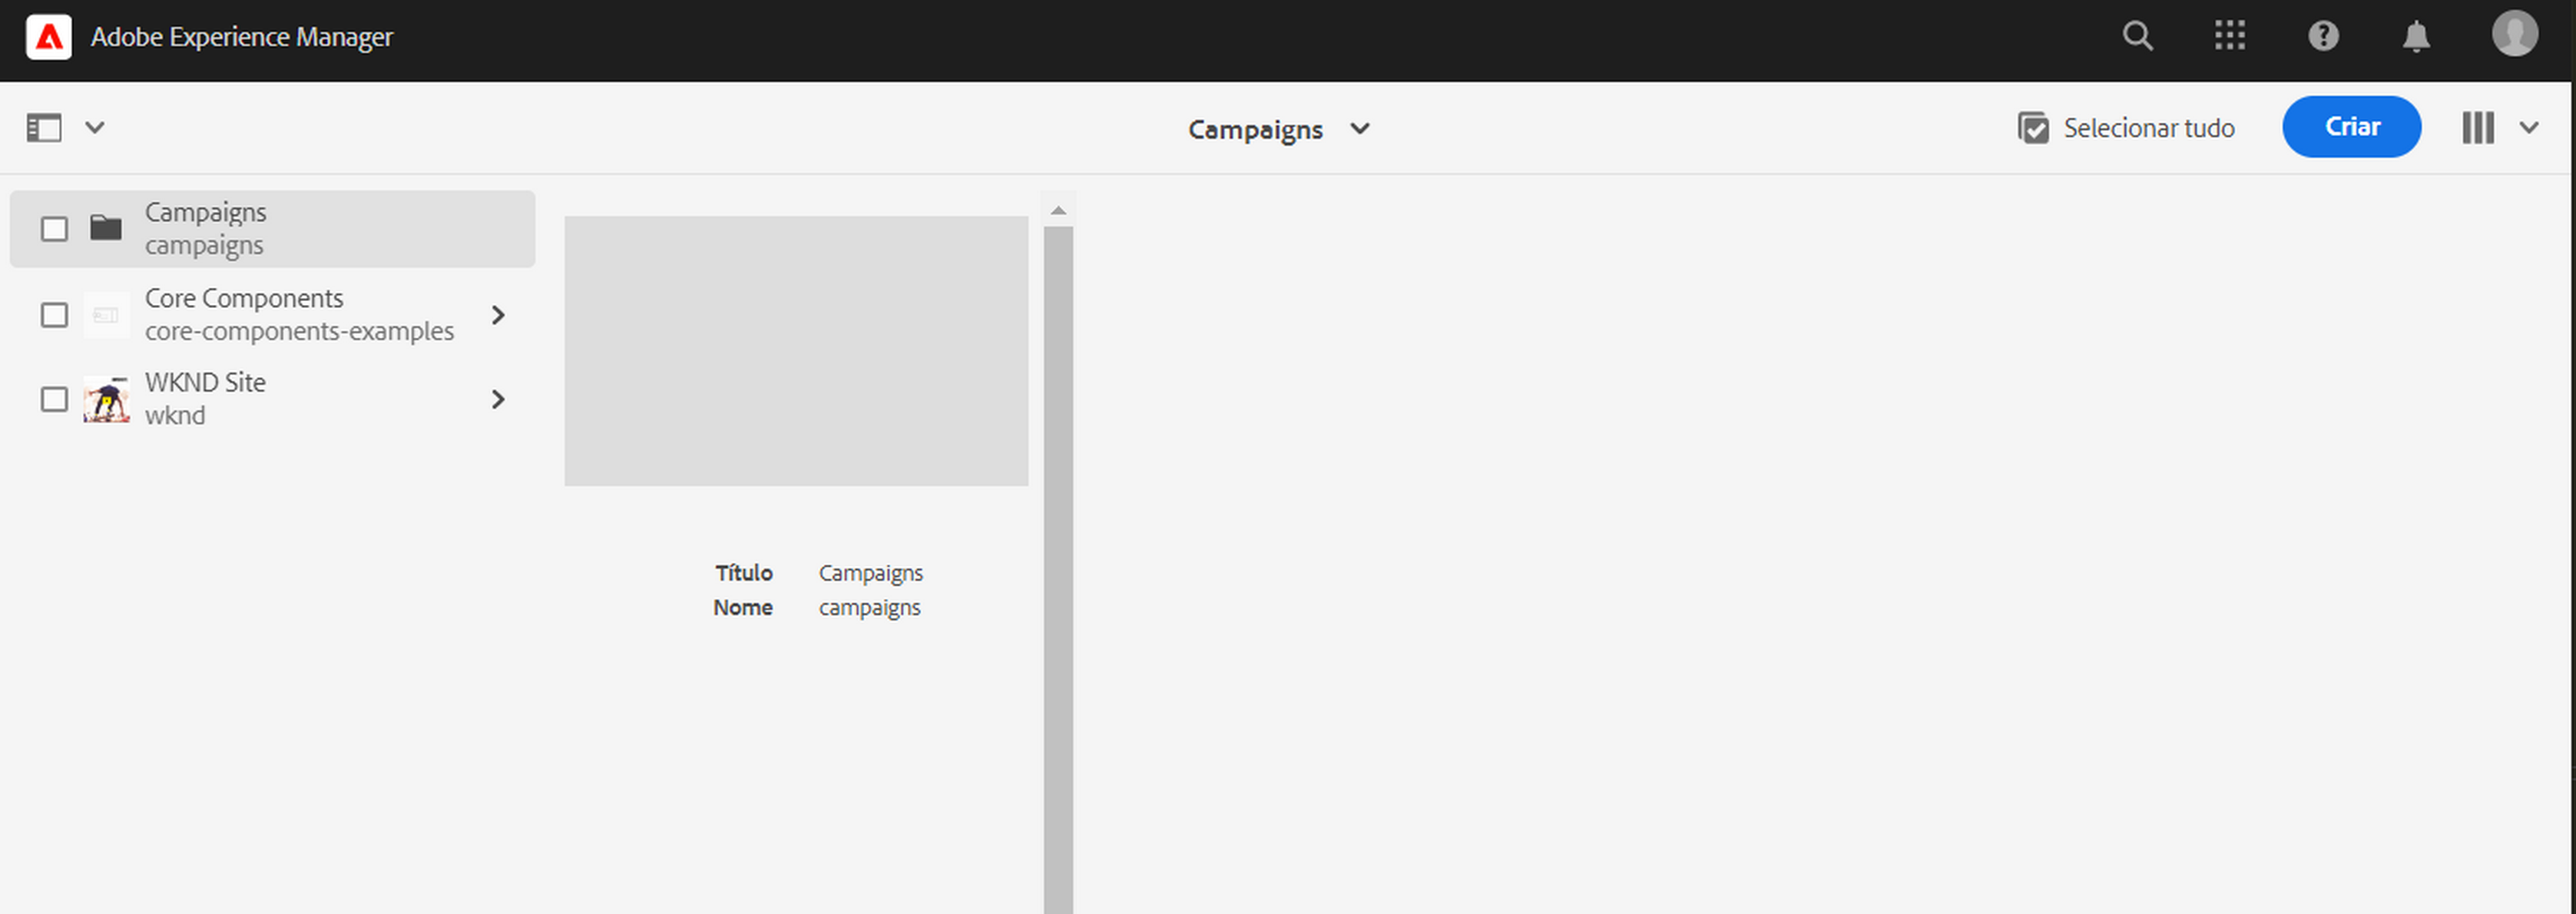 Adobe Experience Manager
Campaigns
Selecionar tudo
Criar
Campaigns
campaigns
Core Components
core-components-examples
WKND Site
wknd
Título Campaigns
Nome campaigns